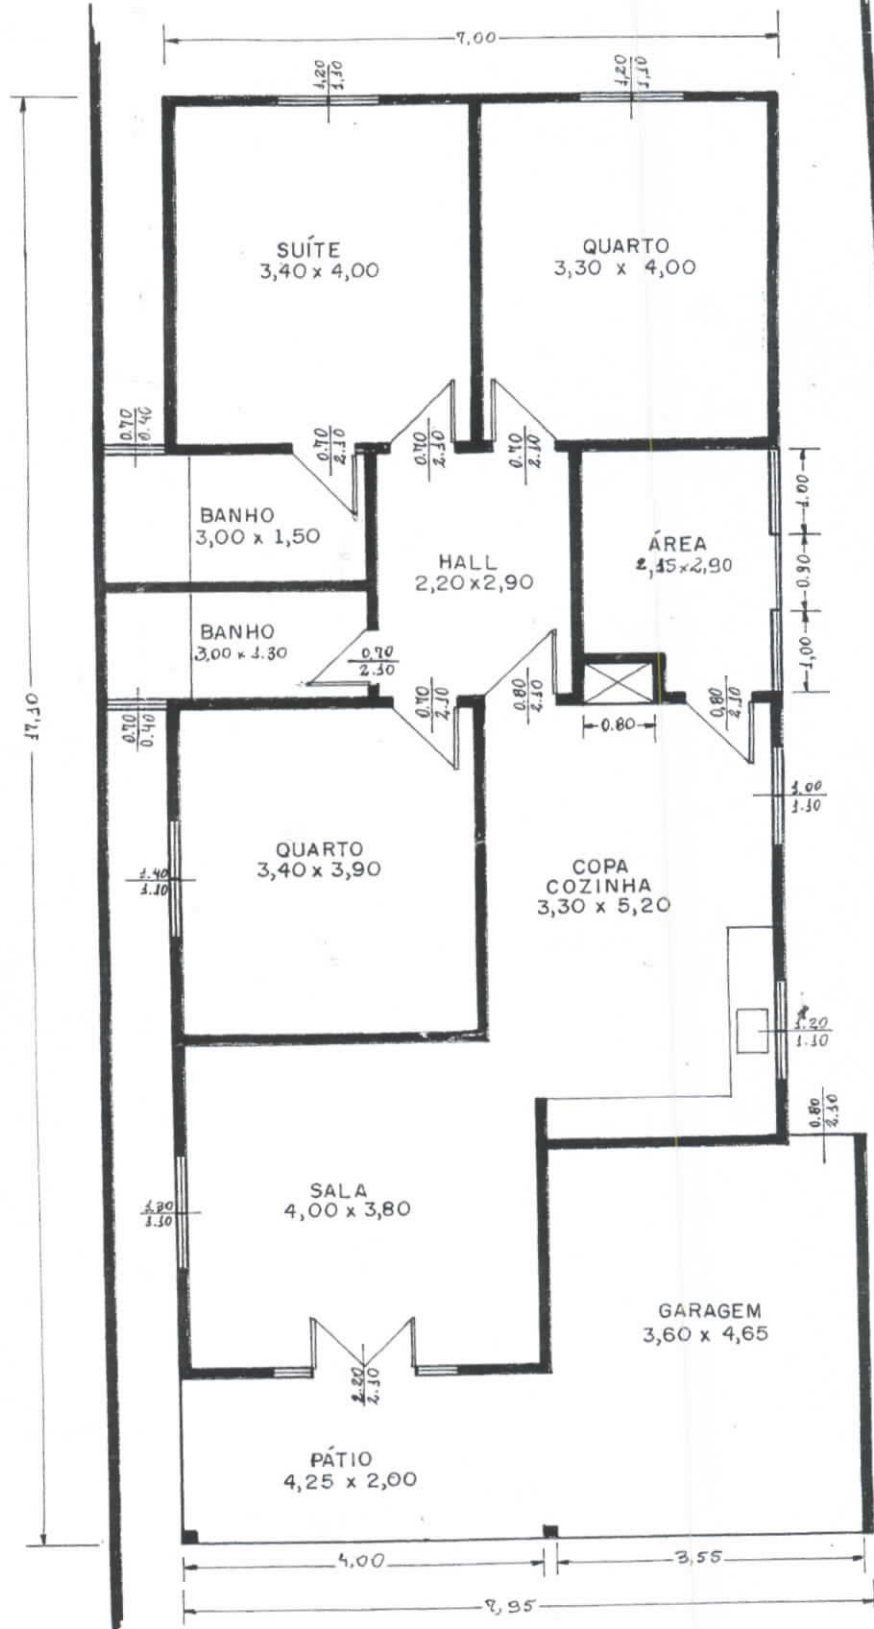 7,00
1,20
1,10
1,20
1,10
SUÍTE
3,40 x 4,00
QUARTO
3,30 x 4,00
0.70
0.40
0.70
2.10
0.70
2.10
0.70
2.10
1.00
BANHO
3,00 x 1,50
HALL
2,20 x 2,90
ÁREA
2,15 x 2,90
0.90
BANHO
3,00 x 1.30
0.70
2.10
1,00
0.70
0.40
0.70
2.10
0.80
2.10
0.80
0.80
2.10
17,10
1.00
1.10
QUARTO
3,40 x 3,90
1.40
1.10
COPA
COZINHA
3,30 x 5,20
1.20
1.10
0.80
2.10
SALA
4,00 x 3,80
1.10
GARAGEM
3,60 x 4,65
2.20
2.10
PÁTIO
4,25 x 2,00
4,00
3,55
7,95